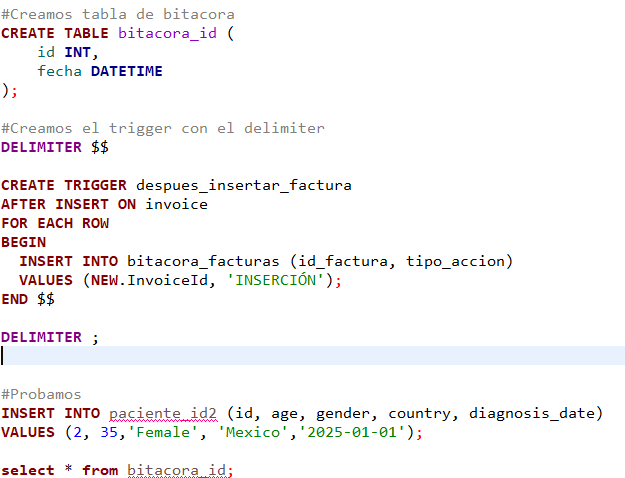 #Creamos tabla de bitacora
CREATE TABLE bitacora_id (
    id INT,
    fecha DATETIME
);
#Creamos el trigger con el delimiter
DELIMITER $$
CREATE TRIGGER despues_insertar_factura
AFTER INSERT ON invoice
FOR EACH ROW
BEGIN
  INSERT INTO bitacora_facturas (id_factura, tipo_accion)
  VALUES (NEW.InvoiceId, 'INSERCIÓN');
END $$
DELIMITER ;
#Probamos
INSERT INTO paciente_id2 (id, age, gender, country, diagnosis_date)
VALUES (2, 35,'Female', 'Mexico','2025-01-01');
select * from bitacora_id;